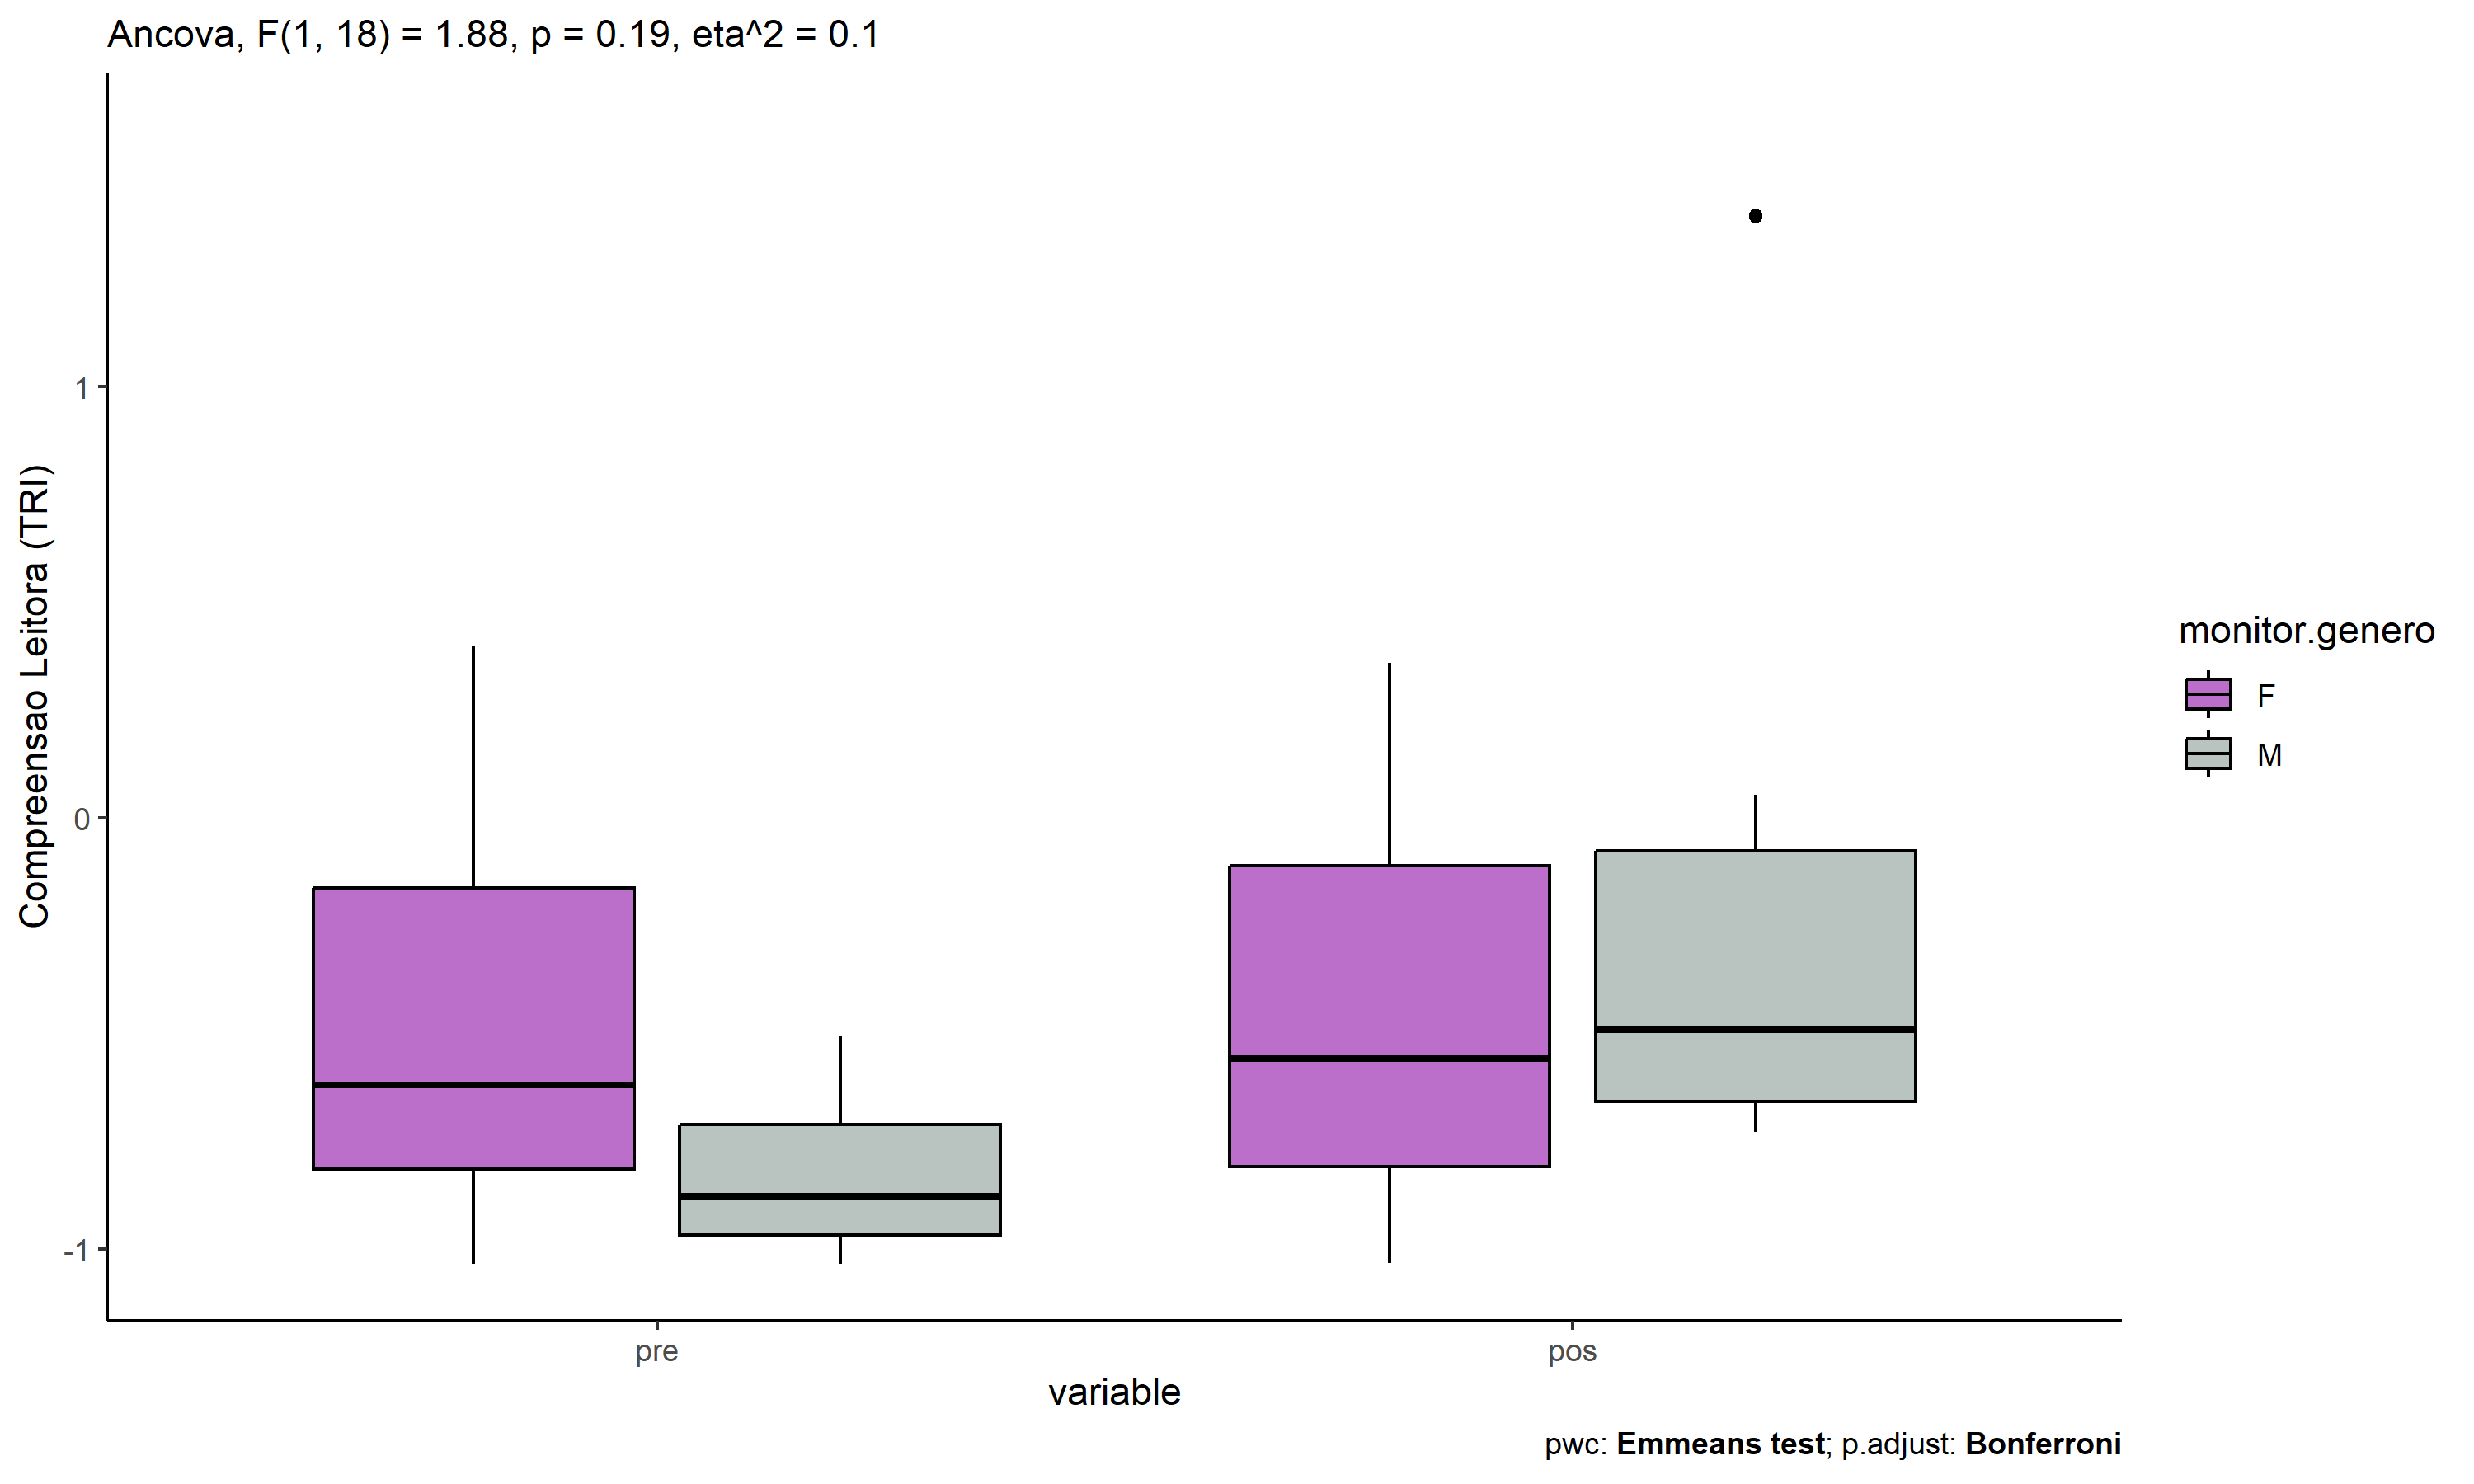 Ancova, F(1, 18) = 1.88, p = 0.19, eta^2 = 0.1
Compreensao Leitora (TRI)
1
0
-1
pre
pos
variable
monitor.genero
F
M
pwc: Emmeans test; p.adjust: Bonferroni